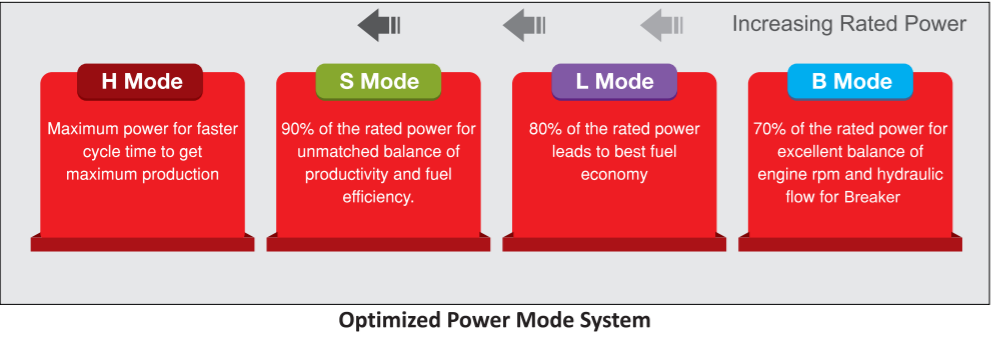 Increasing Rated Power
H Mode
Maximum power for faster
cycle time to get
maximum production
S Mode
90% of the rated power for
unmatched balance of
productivity and fuel
efficiency.
L Mode
80% of the rated power
leads to best fuel
economy
B Mode
70% of the rated power for
excellent balance of
engine rpm and hydraulic
flow for Breaker
Optimized Power Mode System